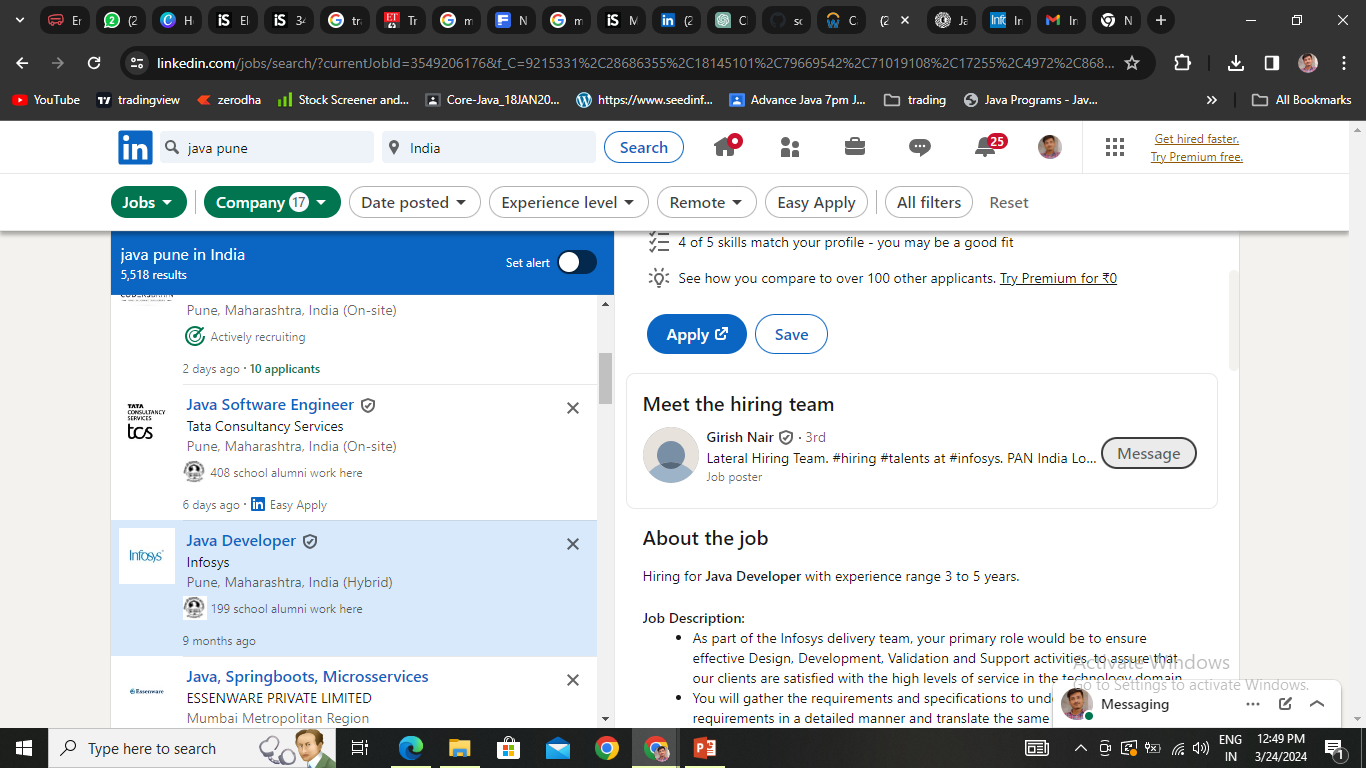 Er
(2
H
El
34
tr
Tr
m
N
m
M
(2
C
sc
C
(2
Ja
In
In
N
linkedin.com/jobs/search/?currentJobId=3549206176&f_C=9215331%2C28686355%2C18145101%2C79669542%2C71019108%2C17255%2C4972%2C868...
YouTube
tradingview
zerodha
Stock Screener and...
Core-Java_18JAN20...
https://www.seedinf...
Advance Java 7pm J...
trading
Java Programs - Jav...
»
All Bookmarks
in
java pune
India
Search
25
Get hired faster.
Try Premium free.
Jobs
Company 17
Date posted
Experience level
Remote
Easy Apply
All filters
Reset
java pune in India
5,518 results
Set alert
Pune, Maharashtra, India (On-site)
Actively recruiting
2 days ago · 10 applicants
TATA
CONSULTANCY
SERVICES
tcs
Java Software Engineer
Tata Consultancy Services
Pune, Maharashtra, India (On-site)
408 school alumni work here
6 days ago · in Easy Apply
Infosys
Java Developer
Infosys
Pune, Maharashtra, India (Hybrid)
199 school alumni work here
9 months ago
Essenware
Java, Springboots, Microsservices
ESSENWARE PRIVATE LIMITED
Mumbai Metropolitan Region
4 of 5 skills match your profile - you may be a good fit
See how you compare to over 100 other applicants. Try Premium for ₹0
Apply
Save
Meet the hiring team
Girish Nair · 3rd
Lateral Hiring Team. #hiring #talents at #infosys. PAN India Lo...
Job poster
Message
About the job
Hiring for Java Developer with experience range 3 to 5 years.
Job Description:
• As part of the Infosys delivery team, your primary role would be to ensure
effective Design, Development, Validation and Support activities, to assure that
our clients are satisfied with the high levels of service in the technology domain.
• You will gather the requirements and specifications to und
requirements in a detailed manner and translate the same
Activate Windows
Go to Settings to activate Windows.
Messaging
Type here to search
ENG
IN
12:49 PM
3/24/2024
1